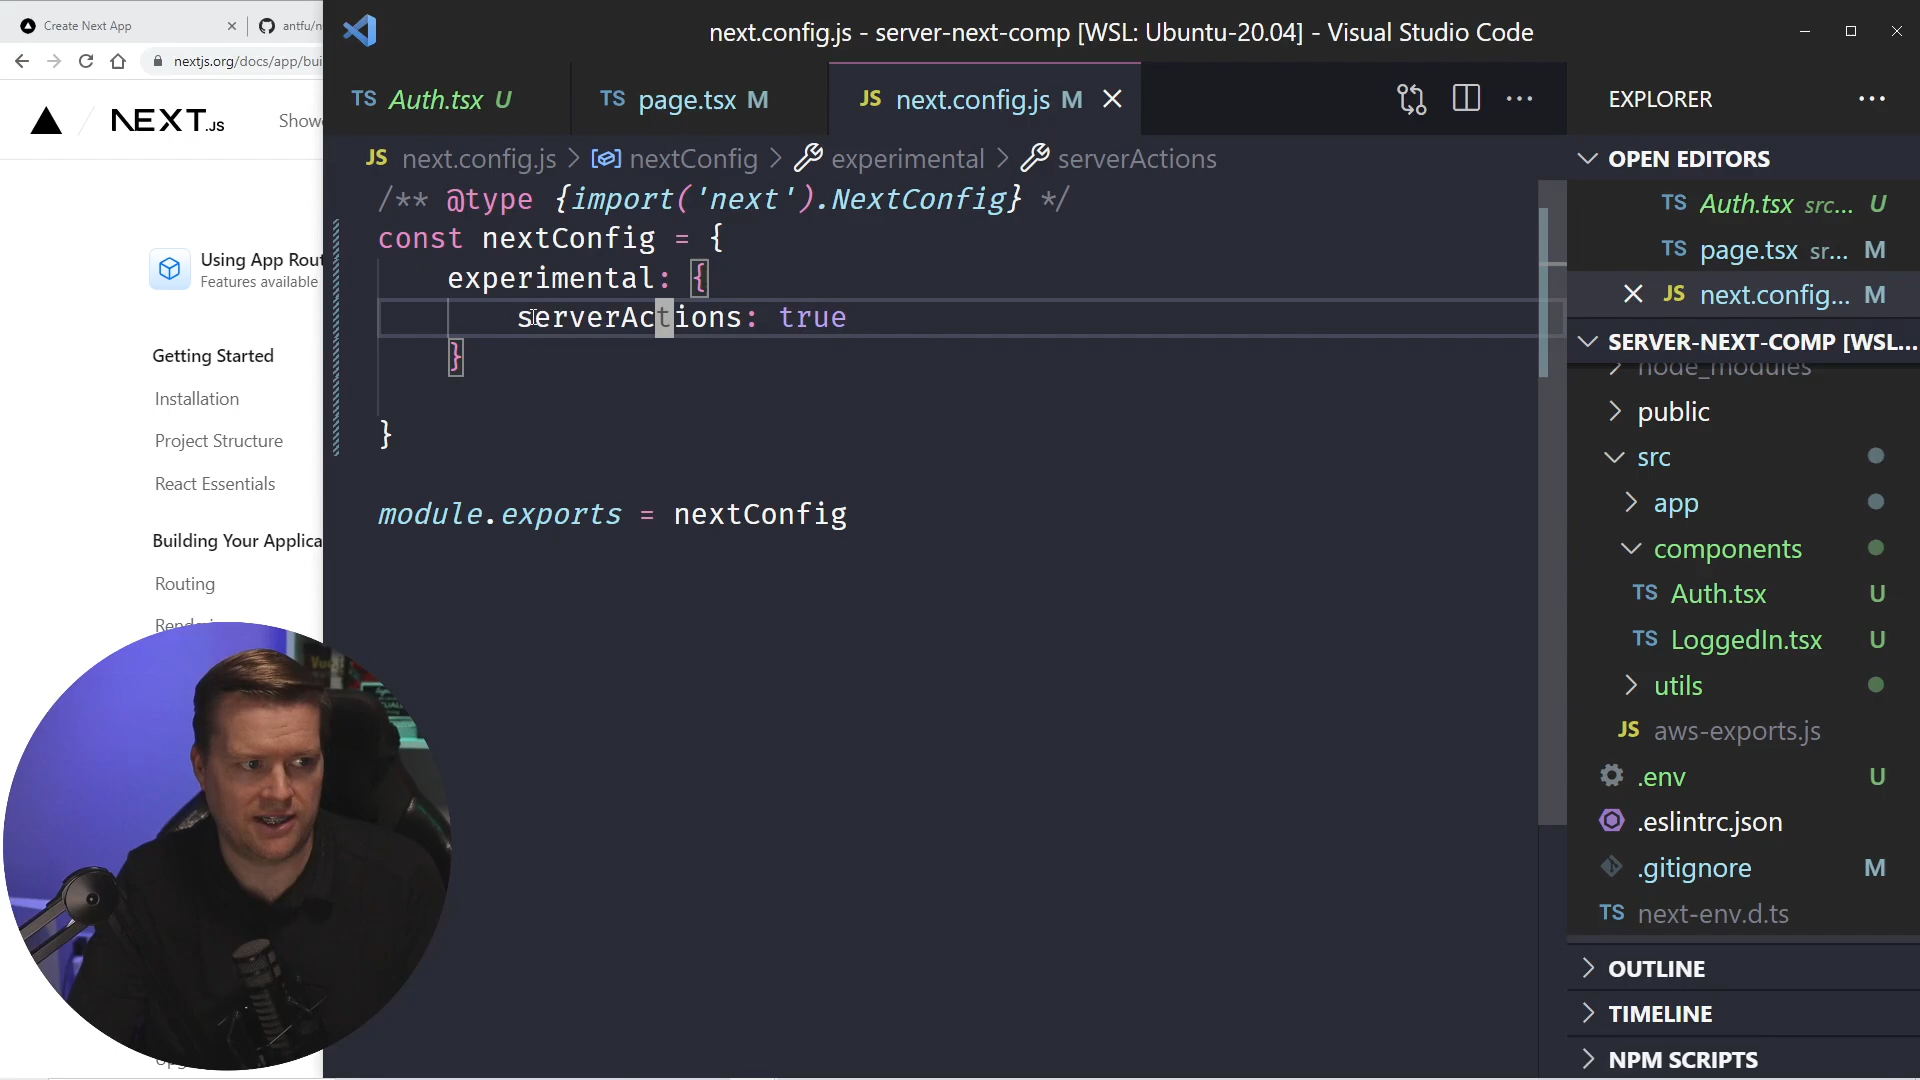 Create Next App
antfu/n
nextjs.org/docs/app/bui
NEXT.JS
Show
Using App Rout
Features available
Getting Started
Installation
Project Structure
React Essentials
Building Your Applica
Routing
next.config.js - server-next-comp [WSL: Ubuntu-20.04] - Visual Studio Code
TS Auth.tsx U
TS page.tsx M
JS next.config.js M
JS next.config.js > nextConfig > experimental > serverActions
/** @type {import('next').NextConfig} */
const nextConfig = {
experimental: {
serverActions: true
}
}
module.exports = nextConfig
EXPLORER
OPEN EDITORS
TS Auth.tsx src... U
TS page.tsx sr... M
JS next.config... M
SERVER-NEXT-COMP [WSL...
node_modules
public
src
app
components
TS Auth.tsx U
TS LoggedIn.tsx U
utils
JS aws-exports.js
.env U
.eslintrc.json
.gitignore M
TS next-env.d.ts
OUTLINE
TIMELINE
NPM SCRIPTS